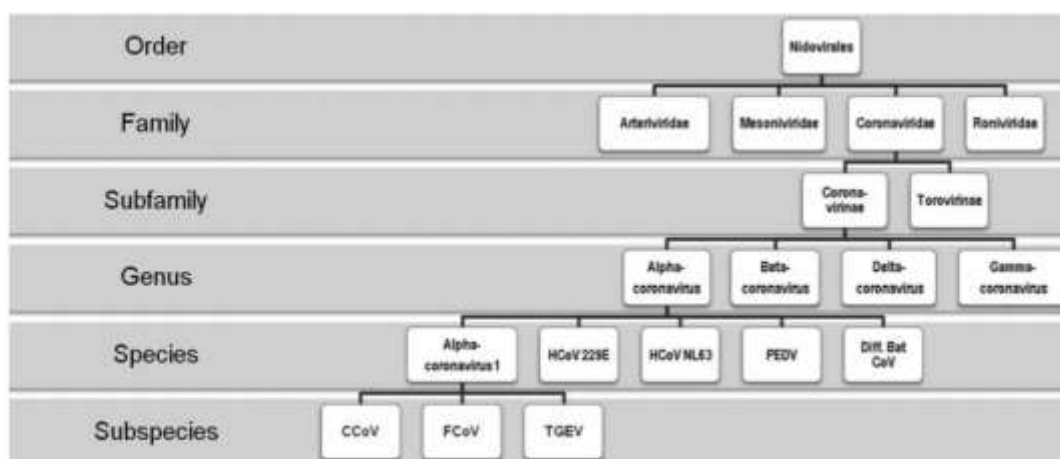 Order
Nidovirales
Family
Arteriviridae
Mesoniviridae
Coronaviridae
Roniviridae
Subfamily
Corona-
virinae
Torovirinae
Genus
Alpha-
coronavirus
Beta-
coronavirus
Delta-
coronavirus
Gamma-
coronavirus
Species
Alpha-
coronavirus 1
HCoV 229E
HCoV NL63
PEDV
Diff. Bat
CoV
Subspecies
CCoV
FCoV
TGEV